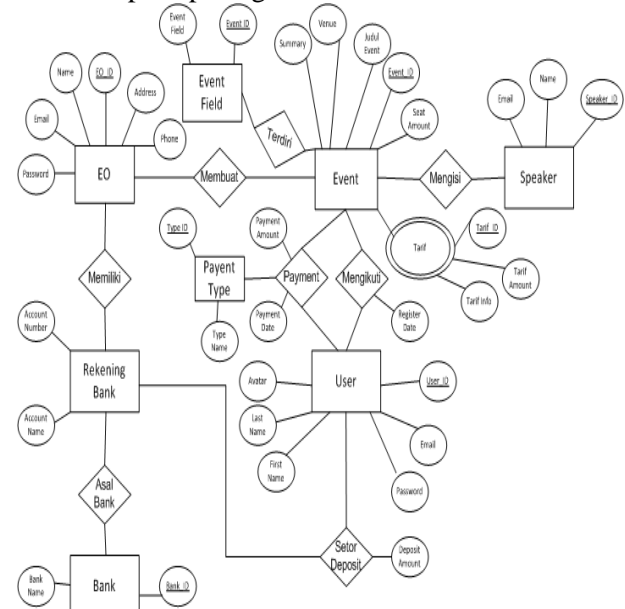 Event
Field
Event ID
Summary
Venue
Judul
Event
Event_ID
Name
EO_ID
Address
Event
Field
Email
Phone
Terdiri
Seat
Amount
Email
Name
Speaker_ID
Password
EO
Membuat
Event
Mengisi
Speaker
Type ID
Payment
Amount
Tarif
Tarif_ID
Memiliki
Payent
Type
Payment
Mengikuti
Tarif
Amount
Account
Number
Payment
Date
Register
Date
Tarif Info
Type
Name
Rekening
Bank
Avatar
User
User_ID
Account
Name
Last
Name
Email
First
Name
Password
Asal
Bank
Setor
Deposit
Deposit
Amount
Bank
Name
Bank
Bank_ID